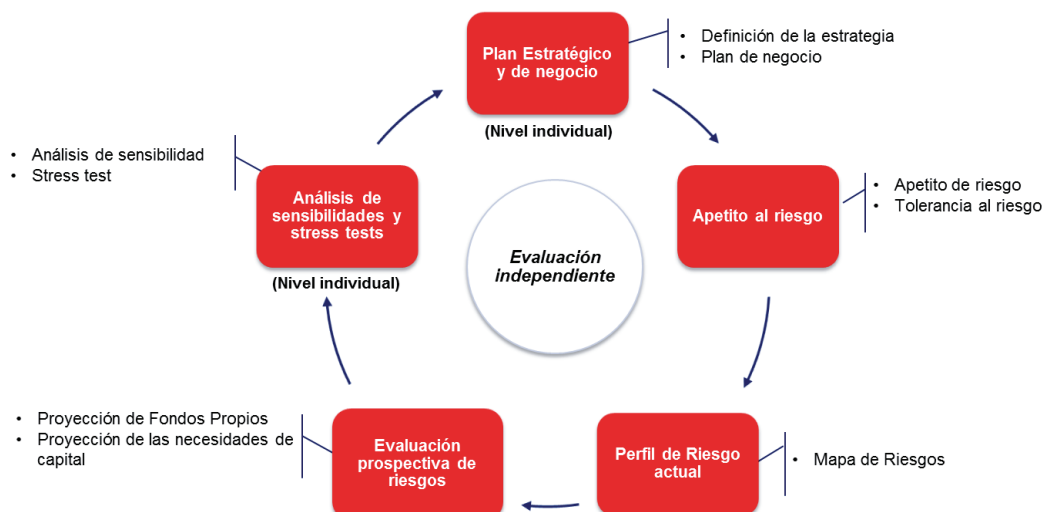 Plan Estratégico
y de negocio
(Nivel individual)
• Definición de la estrategia
• Plan de negocio
Apetito al riesgo
• Apetito de riesgo
• Tolerancia al riesgo
Perfil de Riesgo
actual
• Mapa de Riesgos
Evaluación
prospectiva de
riesgos
• Proyección de Fondos Propios
• Proyección de las necesidades de
capital
Análisis de
sensibilidades y
stress tests
(Nivel individual)
• Análisis de sensibilidad
• Stress test
Evaluación
independiente